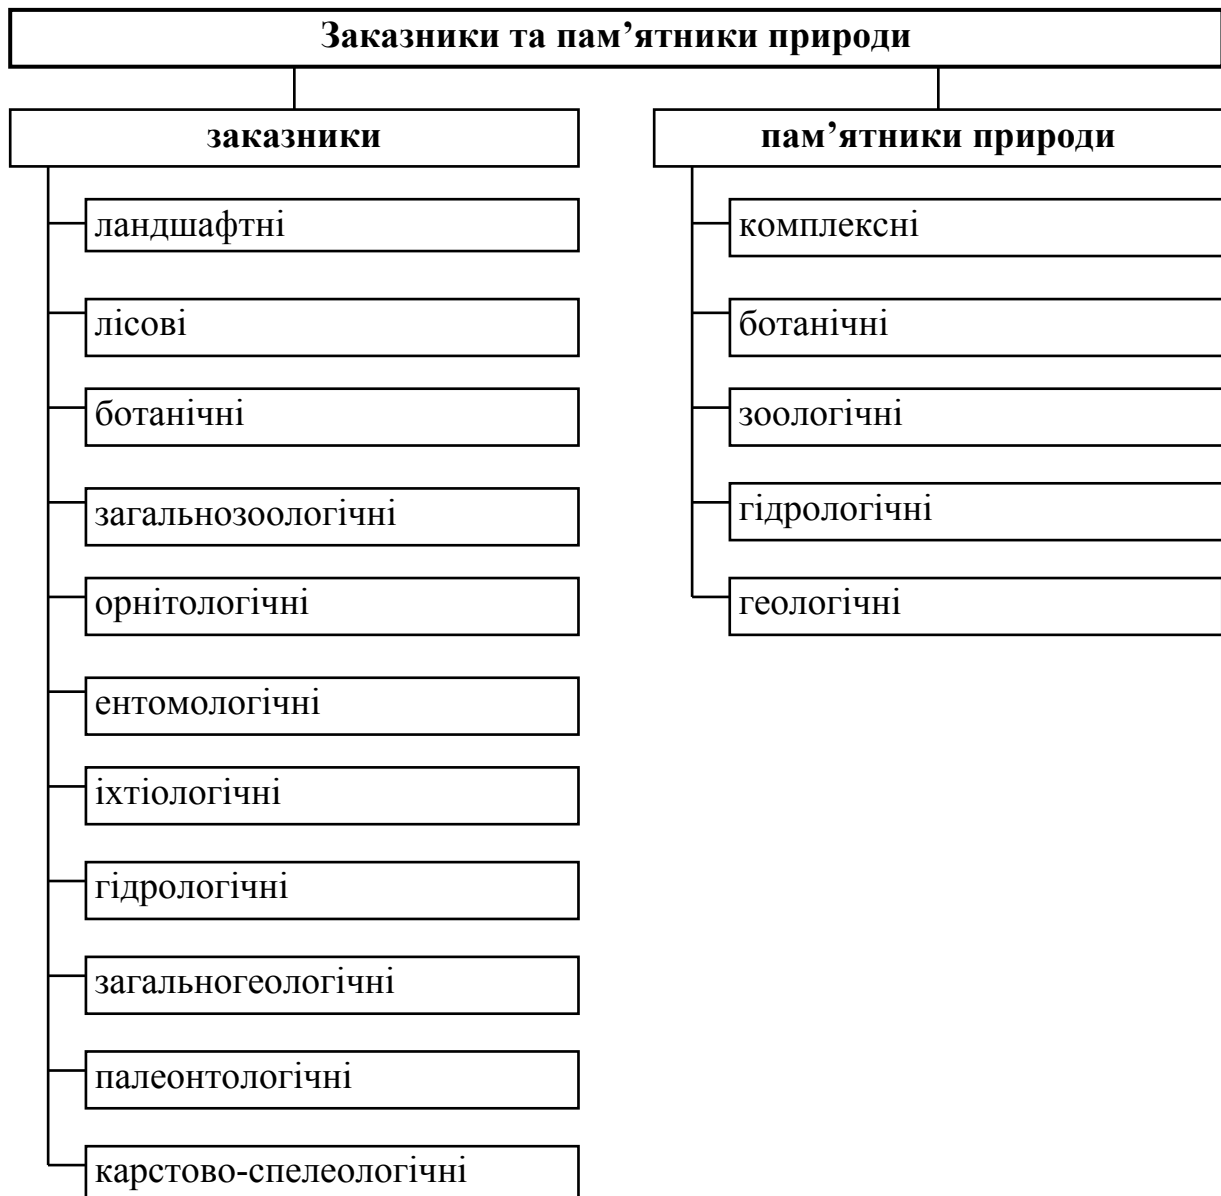 Заказники та пам’ятники природи
заказники
ландшафтні
лісові
ботанічні
загальнозоологічні
орнітологічні
ентомологічні
іхтіологічні
гідрологічні
загальногеологічні
палеонтологічні
карстово-спелеологічні
пам’ятники природи
комплексні
ботанічні
зоологічні
гідрологічні
геологічні